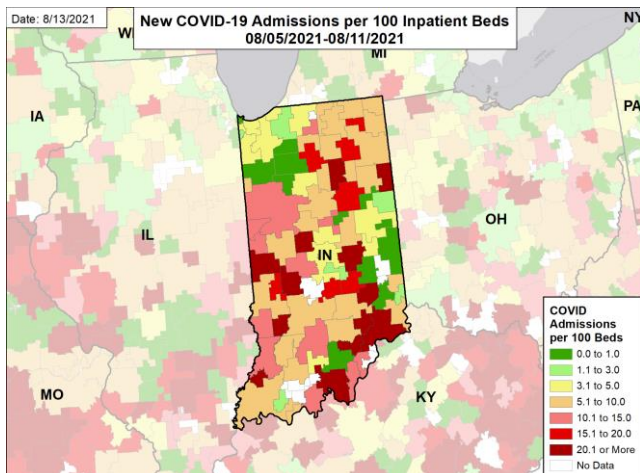 Date: 8/13/2021
New COVID-19 Admissions per 100 Inpatient Beds
08/05/2021-08/11/2021
WI
MI
NY
IA
PA
IL
IN
OH
MO
KY
COVID
Admissions
per 100 Beds
0.0 to 1.0
1.1 to 3.0
3.1 to 5.0
5.1 to 10.0
10.1 to 15.0
15.1 to 20.0
20.1 or More
No Data